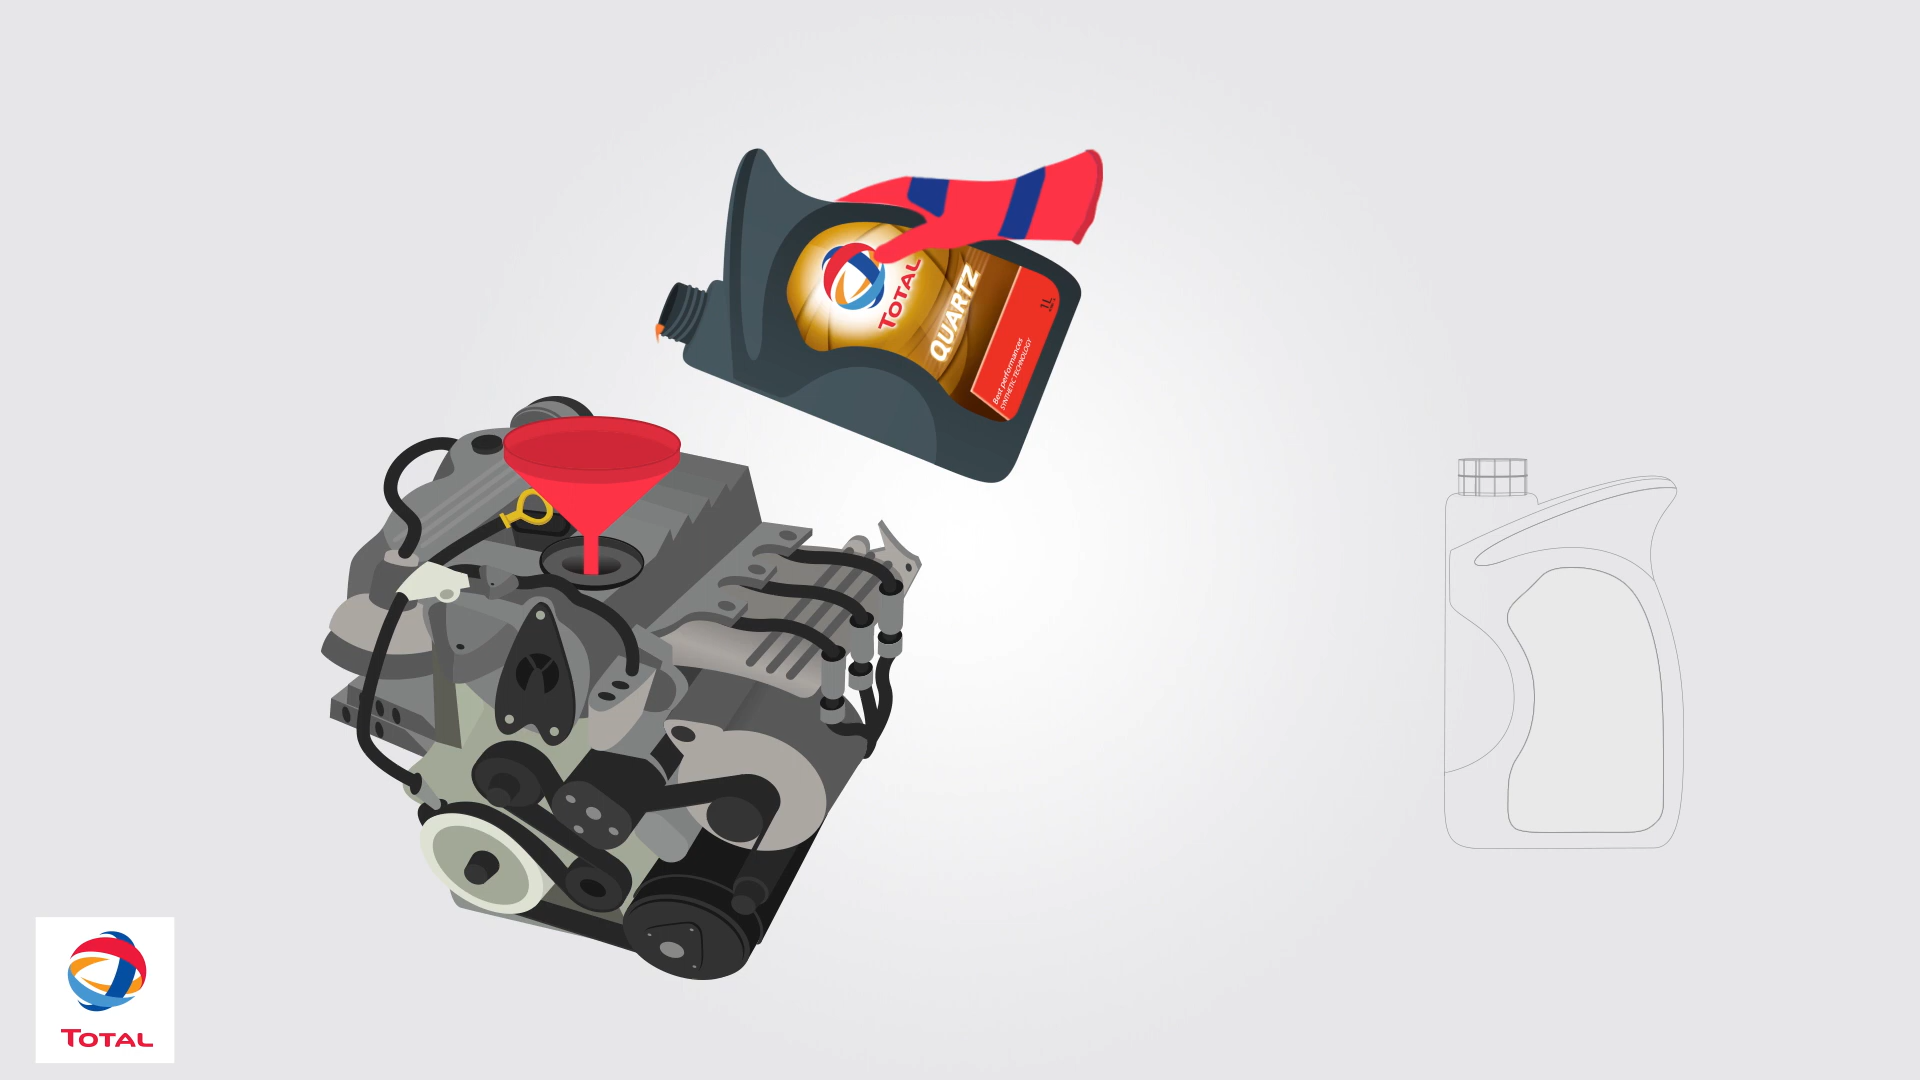 TOTAL
QUARTZ
1L
Best performances
SYNTHETIC TECHNOLOGY
TOTAL